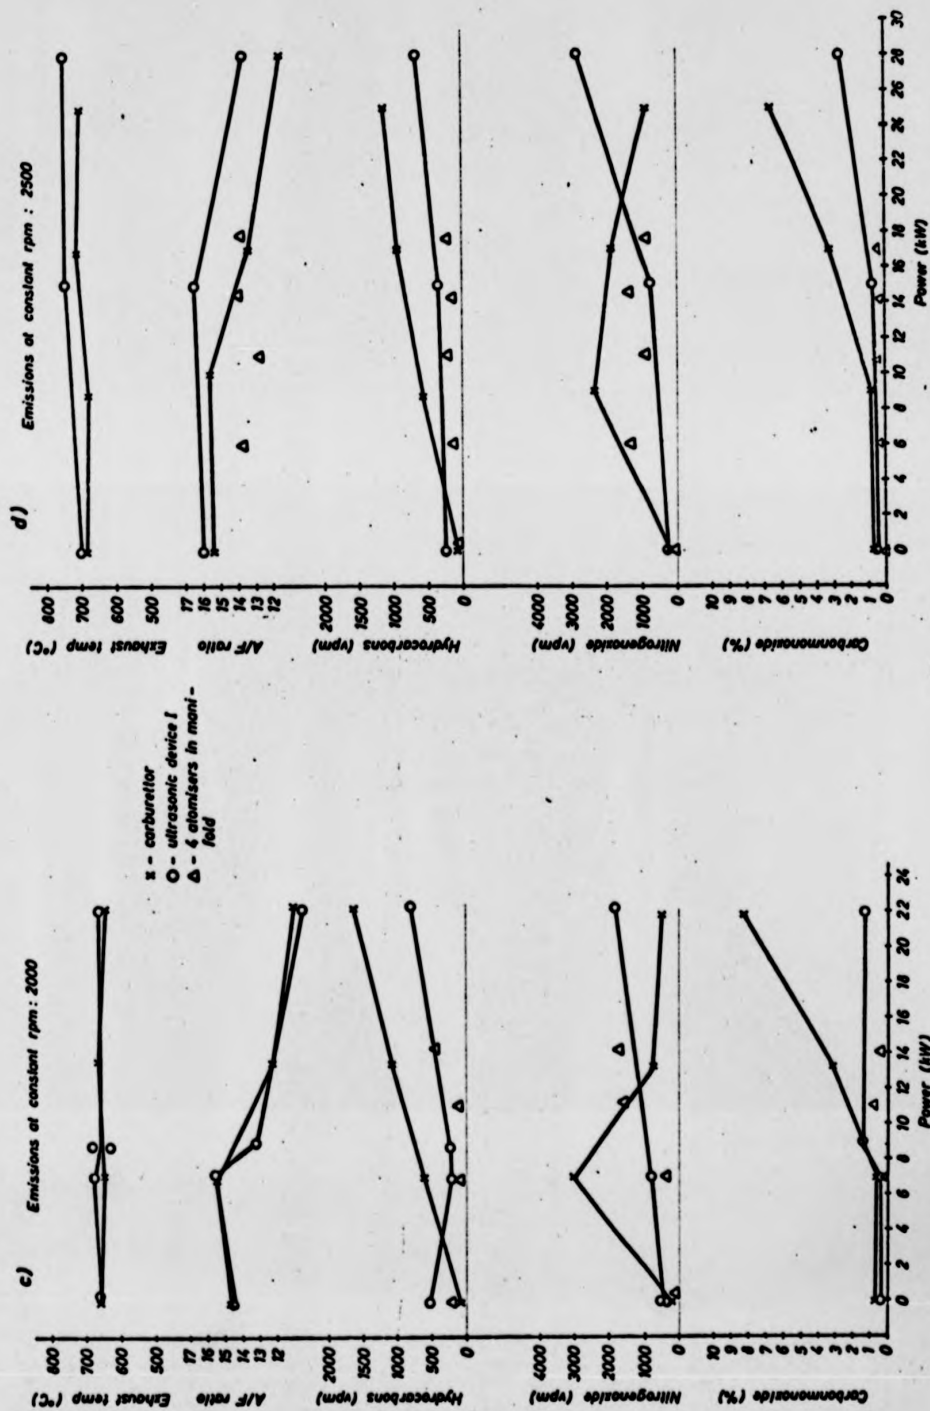 c)
Emissions at constant rpm : 2000
Exhaust temp (°C)
800
700
600
500
A/F ratio
17
16
15
14
13
12
Hydrocarbons (vpm)
2000
1500
1000
500
0
Nitrogenoxide (vpm)
4000
3000
2000
1000
0
Carbonmonoxide (%)
10
9
8
7
6
5
4
3
2
1
0
0 2 4 6 8 10 12 14 16 18 20 22 24
Power (kW)
x - carburettor
O - ultrasonic device I
Δ - 4 atomisers in mani-
fold
d)
Emissions at constant rpm : 2500
Exhaust temp (°C)
800
700
600
500
A/F ratio
17
16
15
14
13
12
Hydrocarbons (vpm)
2000
1500
1000
500
0
Nitrogenoxide (vpm)
4000
3000
2000
1000
0
Carbonmonoxide (%)
10
9
8
7
6
5
4
3
2
1
0
0 2 4 6 8 10 12 14 16 18 20 22 24 26 28 30
Power (kW)